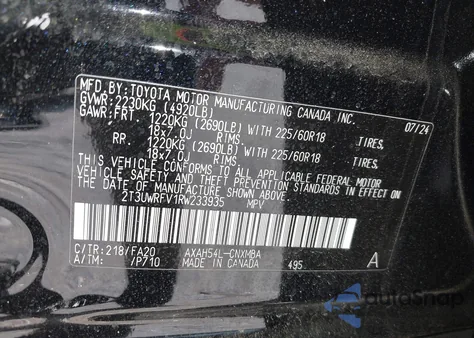 MFD.BY:TOYOTA MOTOR MANUFACTURING CANADA INC.
GVWR:2230KG (4920LB) 07/24
GAWR:FRT. 1220KG (2690LB) WITH 225/60R18 TIRES,
18x7.0J RIMS.
RR. 1220KG (2690LB) WITH 225/60R18 TIRES,
18x7.0J RIMS.
THIS VEHICLE CONFORMS TO ALL APPLICABLE FEDERAL MOTOR
VEHICLE SAFETY AND THEFT PREVENTION STANDARDS IN EFFECT
ON THE DATE OF MANUFACTURE SHOWN ABOVE.
2T3UWRFV1RW233935 MPV
C/TR:218/FA20 AXAH54L-CNXMBA
A/TM: /P710 MADE IN CANADA 495 A
autoSnap